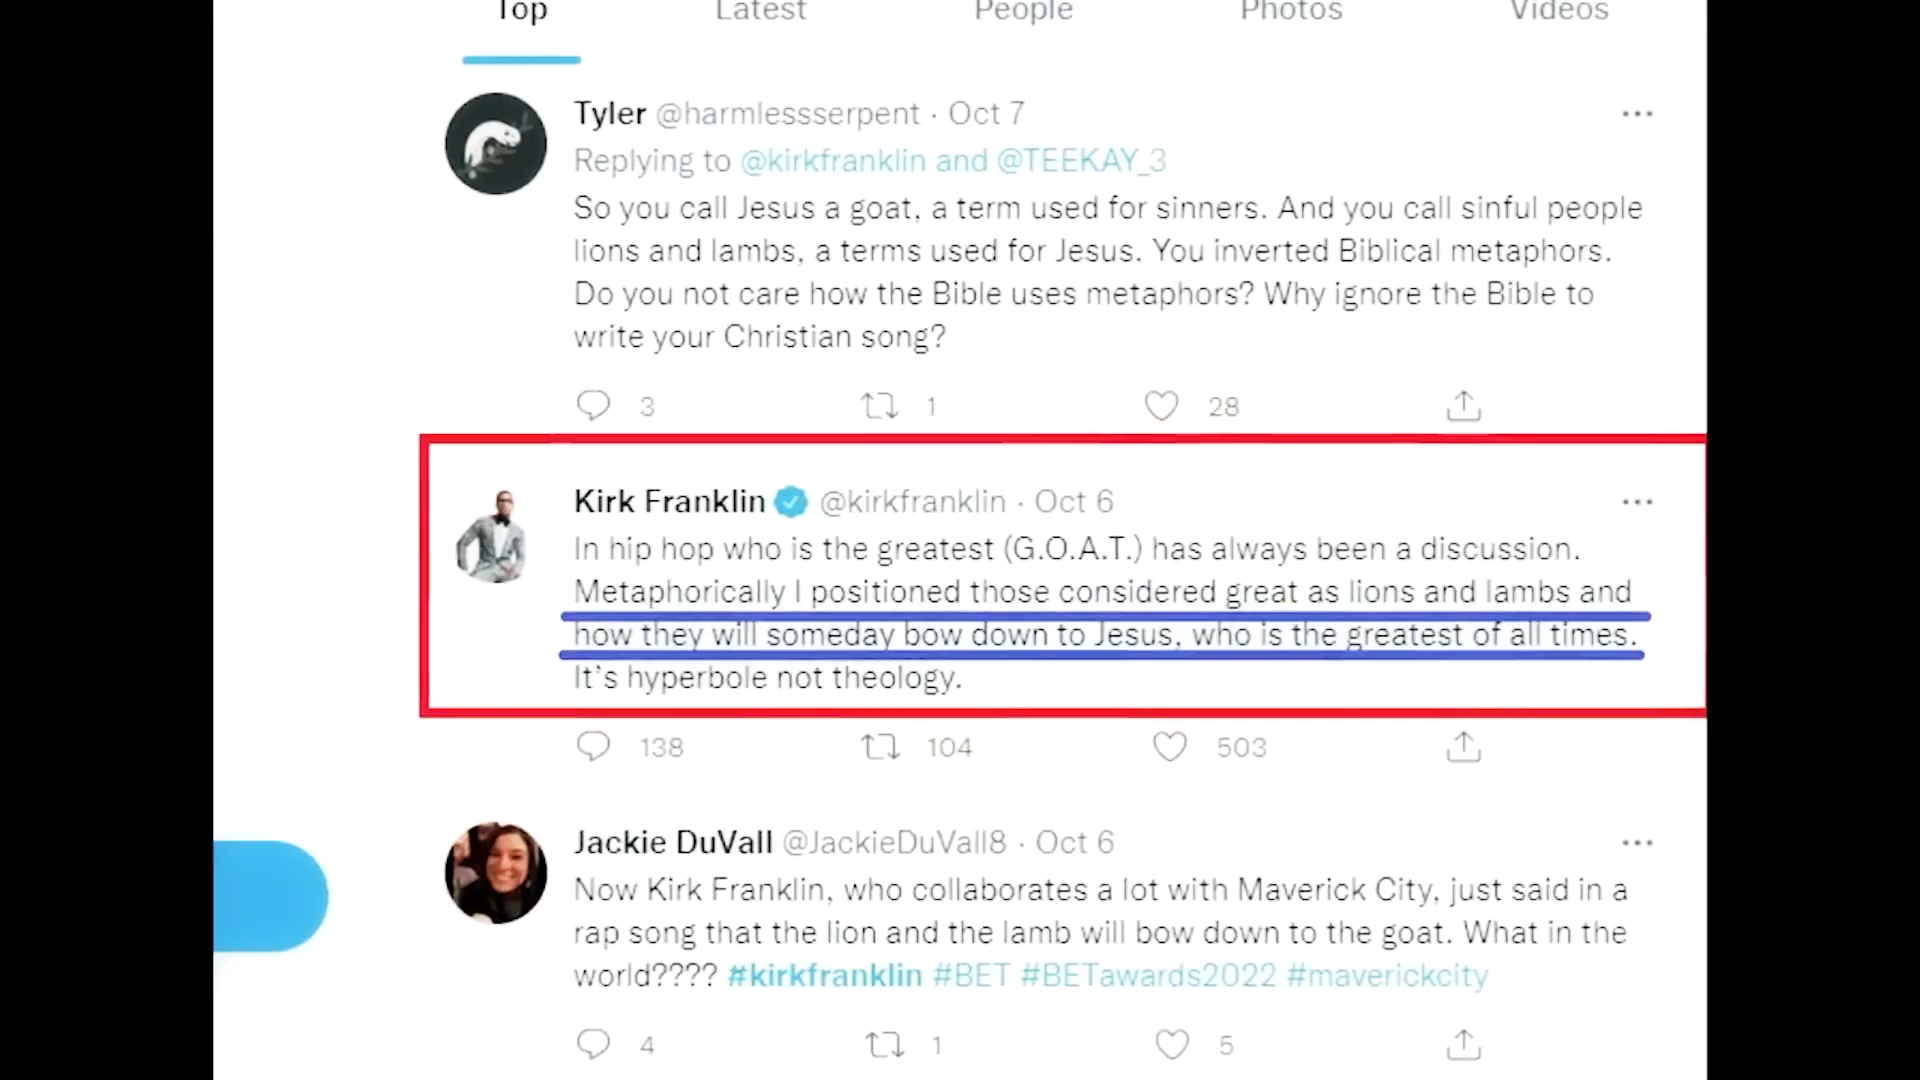 Top Latest People Photos Videos
Tyler @harmlessserpent · Oct 7
Replying to @kirkfranklin and @TEEKAY_3
So you call Jesus a goat, a term used for sinners. And you call sinful people
lions and lambs, a terms used for Jesus. You inverted Biblical metaphors.
Do you not care how the Bible uses metaphors? Why ignore the Bible to
write your Christian song?
3 1 28
Kirk Franklin @kirkfranklin · Oct 6
In hip hop who is the greatest (G.O.A.T.) has always been a discussion.
Metaphorically I positioned those considered great as lions and lambs and
how they will someday bow down to Jesus, who is the greatest of all times.
It's hyperbole not theology.
138 104 503
Jackie DuVall @JackieDuVall8 · Oct 6
Now Kirk Franklin, who collaborates a lot with Maverick City, just said in a
rap song that the lion and the lamb will bow down to the goat. What in the
world???? #kirkfranklin #BET #BETawards2022 #maverickcity
4 1 5